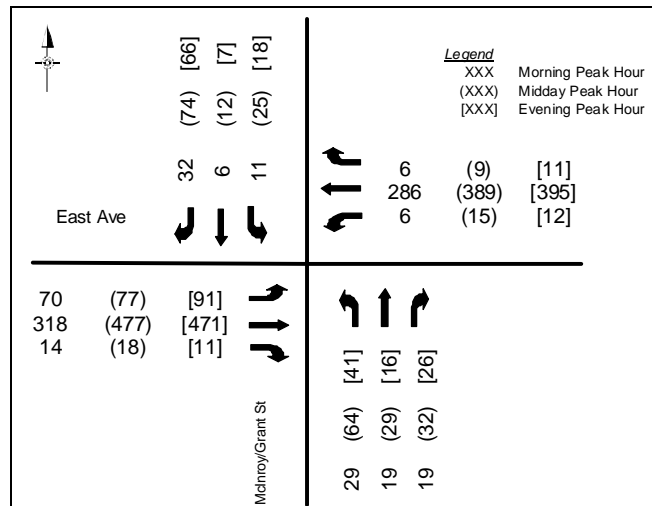 Legend
XXX Morning Peak Hour
(XXX) Midday Peak Hour
[XXX] Evening Peak Hour
32 (74) [66]
6 (12) [7]
11 (25) [18]
6 (9) [11]
286 (389) [395]
6 (15) [12]
East Ave
70 (77) [91]
318 (477) [471]
14 (18) [11]
McInroy/Grant St
29 (64) [41]
19 (29) [16]
19 (32) [26]